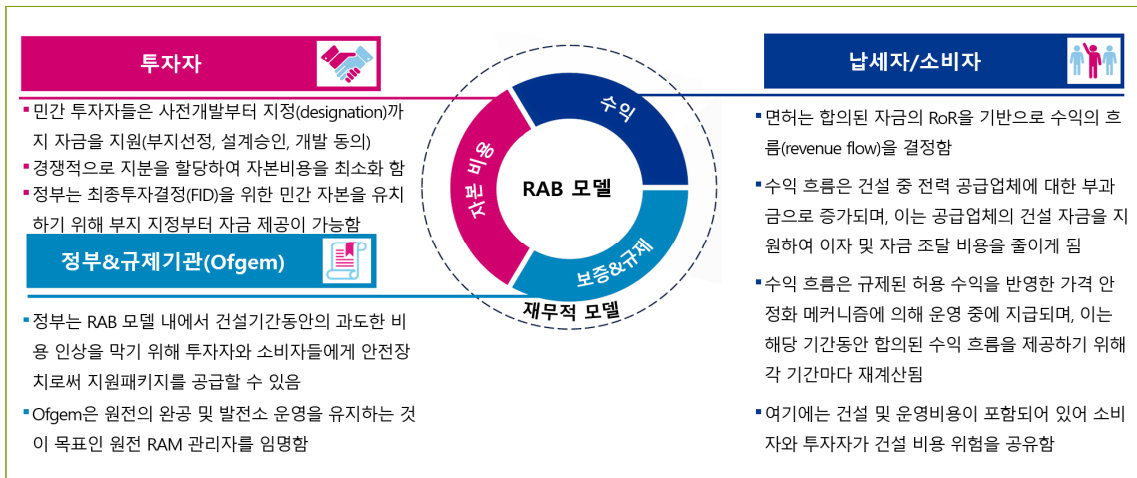 투자자
▪민간 투자자들은 사전개발부터 지정(designation)까
지 자금을 지원(부지선정, 설계승인, 개발 동의)
▪경쟁적으로 지분을 할당하여 자본비용을 최소화 함
▪정부는 최종투자결정(FID)을 위한 민간 자본을 유치
하기 위해 부지 지정부터 자금 제공이 가능함
정부&규제기관(Ofgem)
▪정부는 RAB 모델 내에서 건설기간동안의 과도한 비
용 인상을 막기 위해 투자자와 소비자들에게 안전장
치로써 지원패키지를 공급할 수 있음
▪Ofgem은 원전의 완공 및 발전소 운영을 유지하는 것
이 목표인 원전 RAM 관리자를 임명함
자본 비용
수익
RAB 모델
보증&규제
재무적 모델
납세자/소비자
▪면허는 합의된 자금의 RoR을 기반으로 수익의 흐
름(revenue flow)을 결정함
▪수익 흐름은 건설 중 전력 공급업체에 대한 부과
금으로 증가되며, 이는 공급업체의 건설 자금을 지
원하여 이자 및 자금 조달 비용을 줄이게 됨
▪수익 흐름은 규제된 허용 수익을 반영한 가격 안
정화 메커니즘에 의해 운영 중에 지급되며, 이는
해당 기간동안 합의된 수익 흐름을 제공하기 위해
각 기간마다 재계산됨
▪여기에는 건설 및 운영비용이 포함되어 있어 소비
자와 투자자가 건설 비용 위험을 공유함